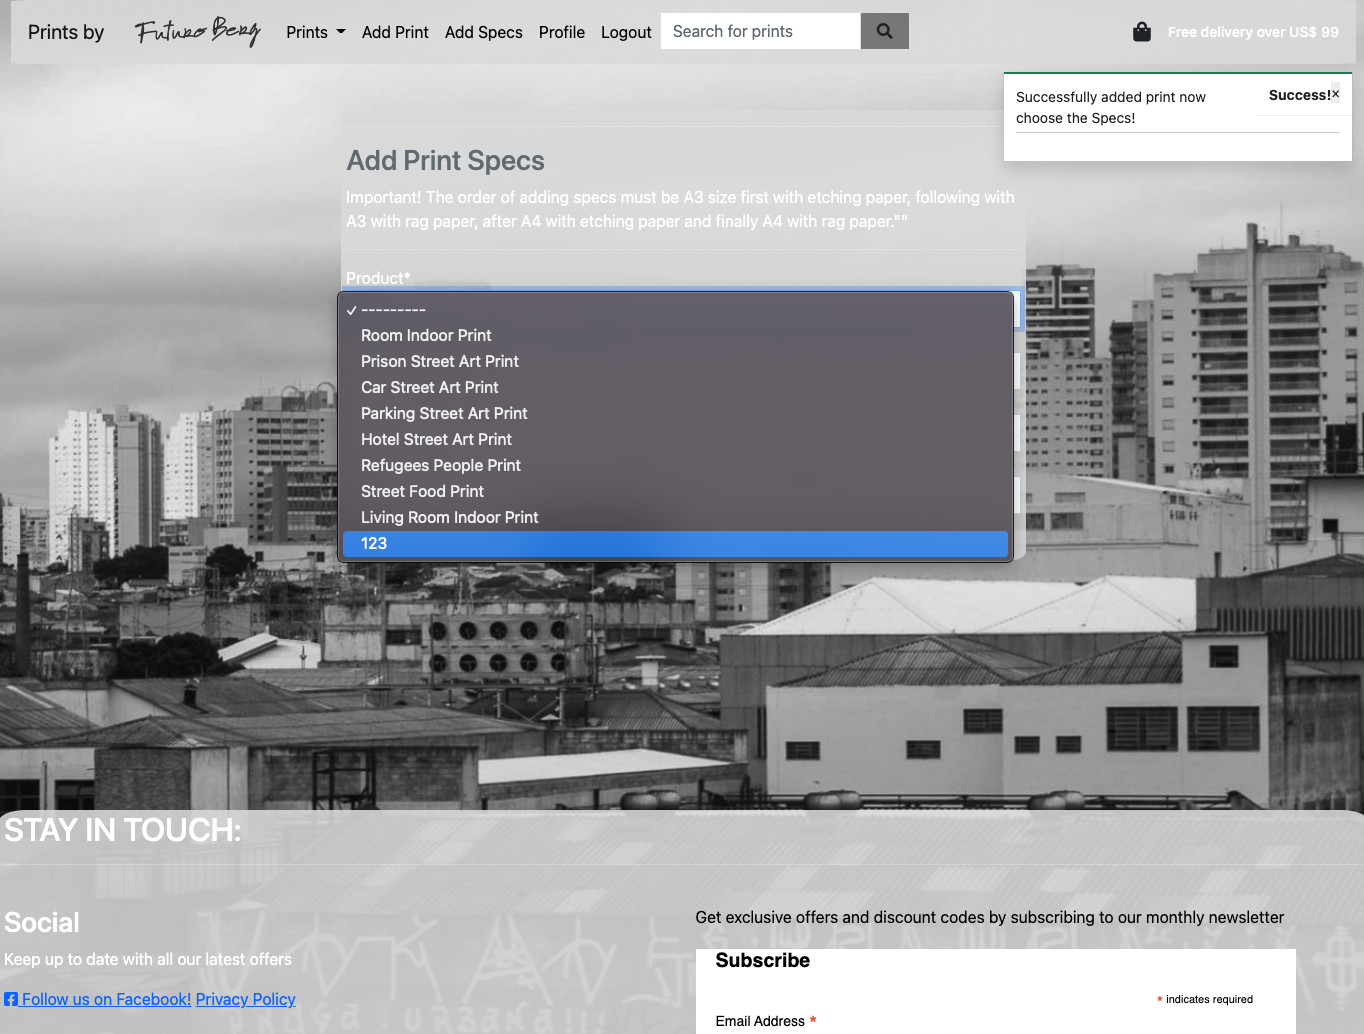 Prints by Futuro Berg Prints Add Print Add Specs Profile Logout Search for prints Free delivery over US$ 99
Successfully added print now
choose the Specs!
Success!×
Add Print Specs
Important! The order of adding specs must be A3 size first with etching paper, following with
A3 with rag paper, after A4 with etching paper and finally A4 with rag paper.""
Product*
✓ ---------
Room Indoor Print
Prison Street Art Print
Car Street Art Print
Parking Street Art Print
Hotel Street Art Print
Refugees People Print
Street Food Print
Living Room Indoor Print
123
STAY IN TOUCH:
Social
Keep up to date with all our latest offers
Follow us on Facebook! Privacy Policy
Get exclusive offers and discount codes by subscribing to our monthly newsletter
Subscribe
* indicates required
Email Address *